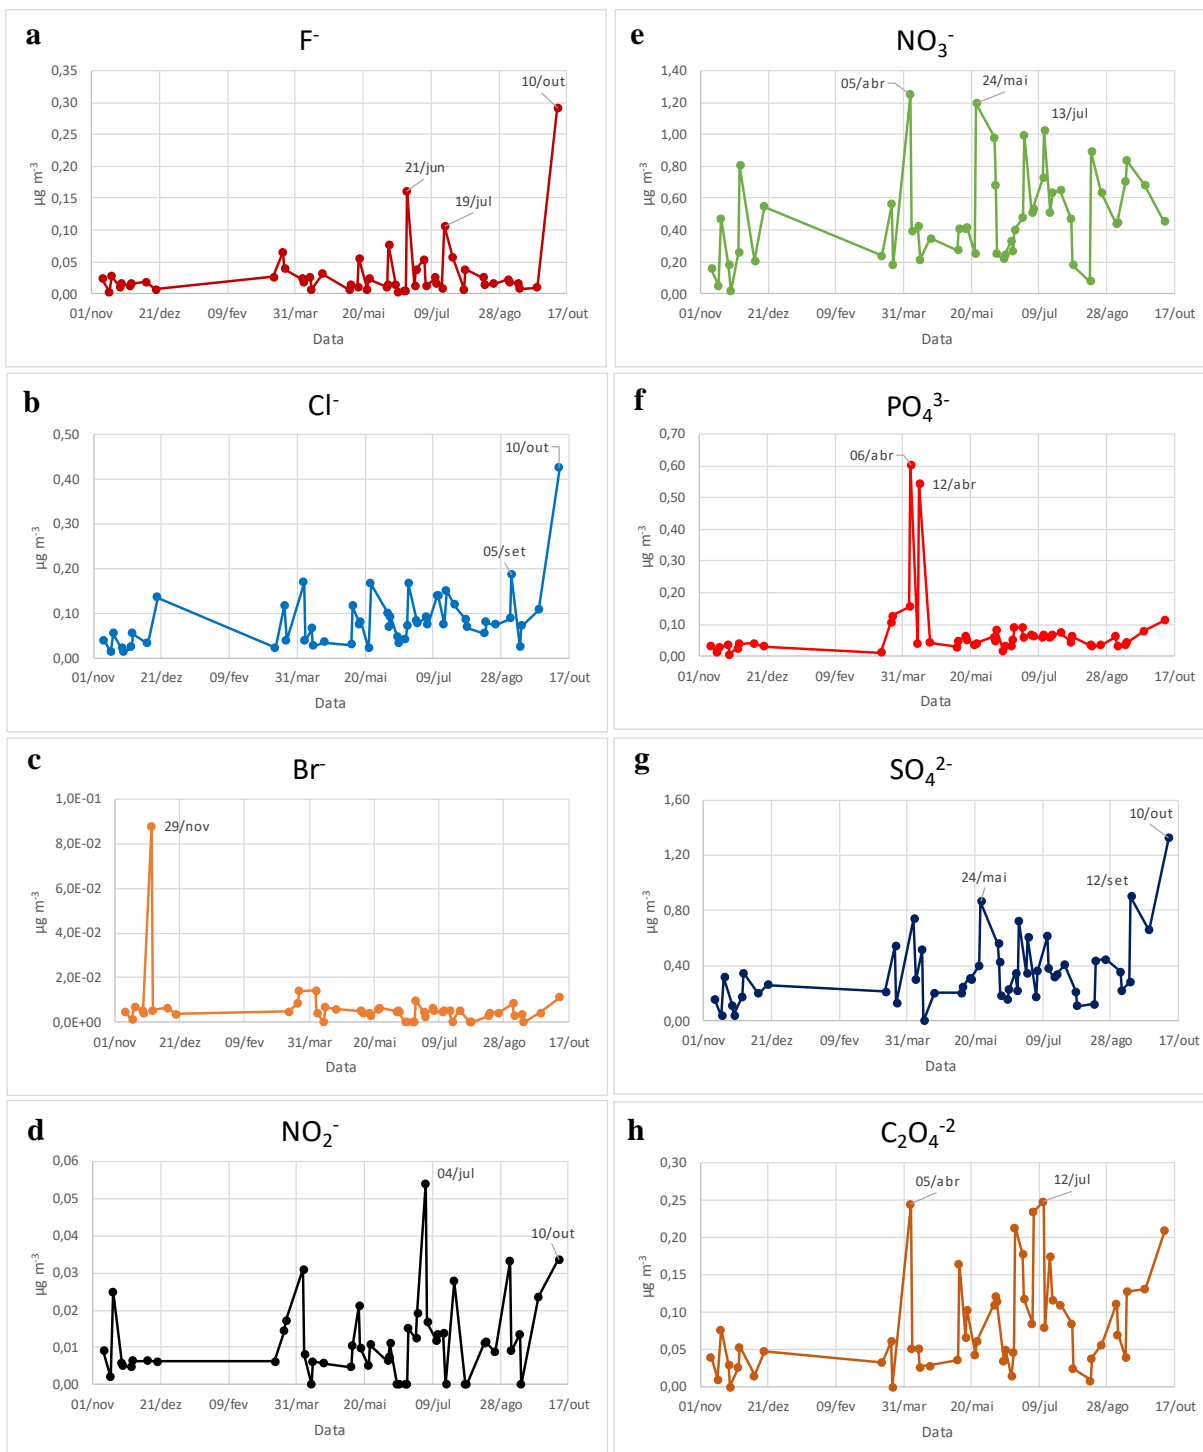 a
F⁻
0,35
0,30
0,25
0,20
0,15
0,10
0,05
0,00
µg m⁻³
10/out
21/jun
19/jul
01/nov 21/dez 09/fev 31/mar 20/mai 09/jul 28/ago 17/out
Data
e
NO₃⁻
1,40
1,20
1,00
0,80
0,60
0,40
0,20
0,00
µg m⁻³
05/abr
24/mai
13/jul
01/nov 21/dez 09/fev 31/mar 20/mai 09/jul 28/ago 17/out
Data
b
Cl⁻
0,50
0,40
0,30
0,20
0,10
0,00
µg m⁻³
10/out
05/set
01/nov 21/dez 09/fev 31/mar 20/mai 09/jul 28/ago 17/out
Data
f
PO₄³⁻
0,70
0,60
0,50
0,40
0,30
0,20
0,10
0,00
µg m⁻³
06/abr
12/abr
01/nov 21/dez 09/fev 31/mar 20/mai 09/jul 28/ago 17/out
Data
c
Br⁻
1,0E-01
8,0E-02
6,0E-02
4,0E-02
2,0E-02
0,0E+00
µg m⁻³
29/nov
01/nov 21/dez 09/fev 31/mar 20/mai 09/jul 28/ago 17/out
Data
g
SO₄²⁻
1,60
1,20
0,80
0,40
0,00
µg m⁻³
10/out
24/mai
12/set
01/nov 21/dez 09/fev 31/mar 20/mai 09/jul 28/ago 17/out
Data
d
NO₂⁻
0,06
0,05
0,04
0,03
0,02
0,01
0,00
µg m⁻³
04/jul
10/out
01/nov 21/dez 09/fev 31/mar 20/mai 09/jul 28/ago 17/out
Data
h
C₂O₄⁻²
0,30
0,25
0,20
0,15
0,10
0,05
0,00
µg m⁻³
05/abr
12/jul
01/nov 21/dez 09/fev 31/mar 20/mai 09/jul 28/ago 17/out
Data